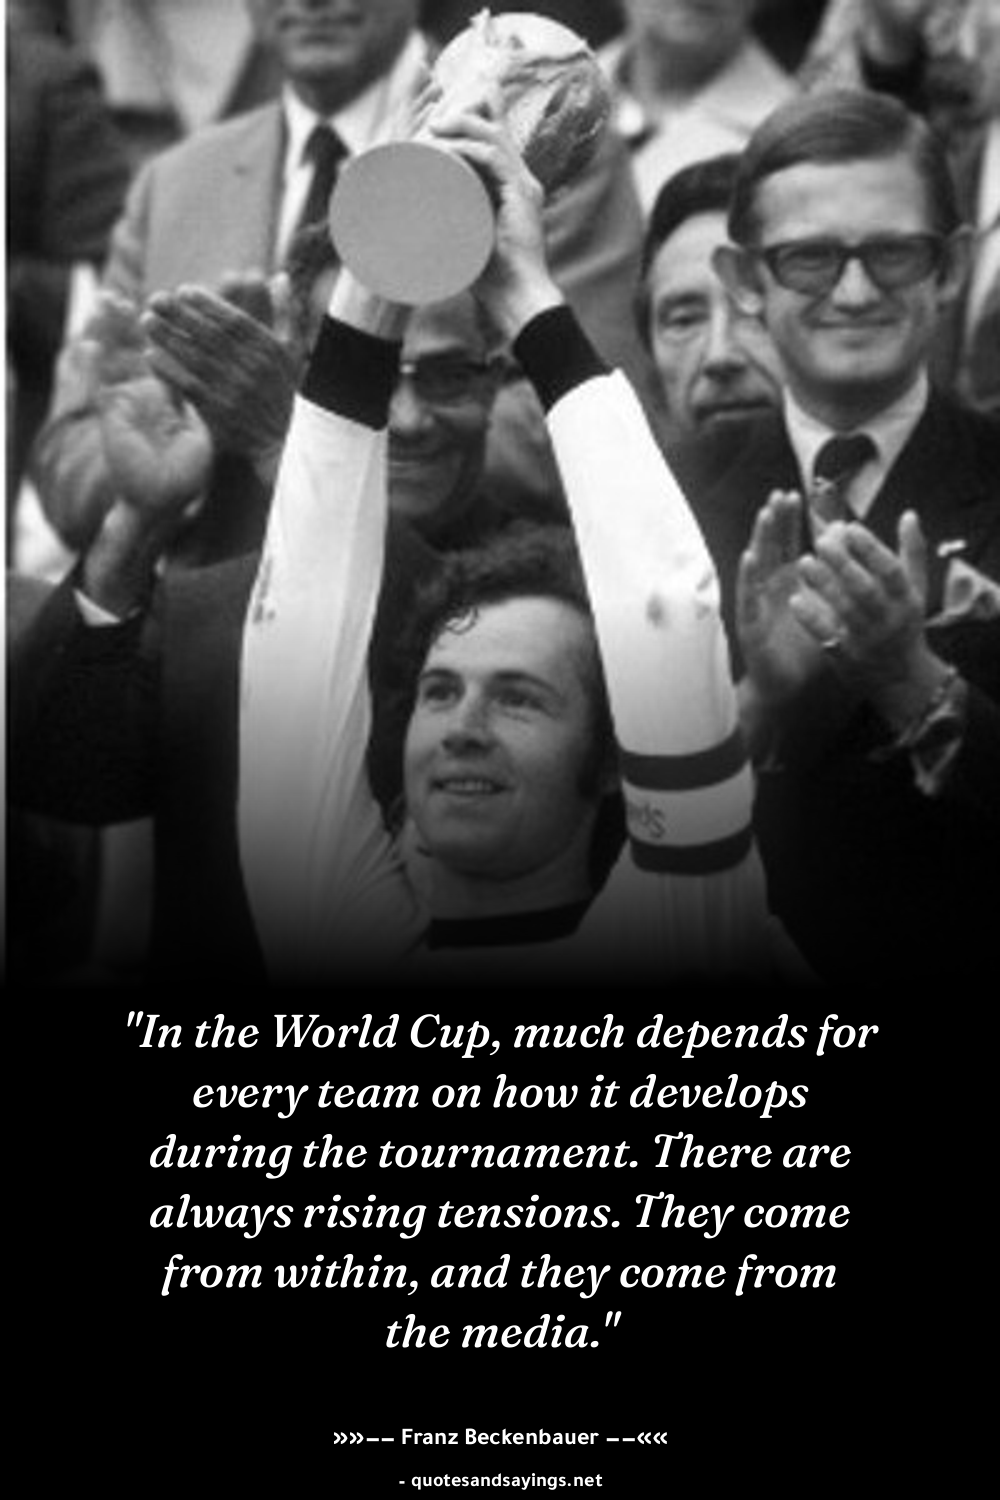 "In the World Cup, much depends for
every team on how it develops
during the tournament. There are
always rising tensions. They come
from within, and they come from
the media."
»»–– Franz Beckenbauer ––««
- quotesandsayings.net